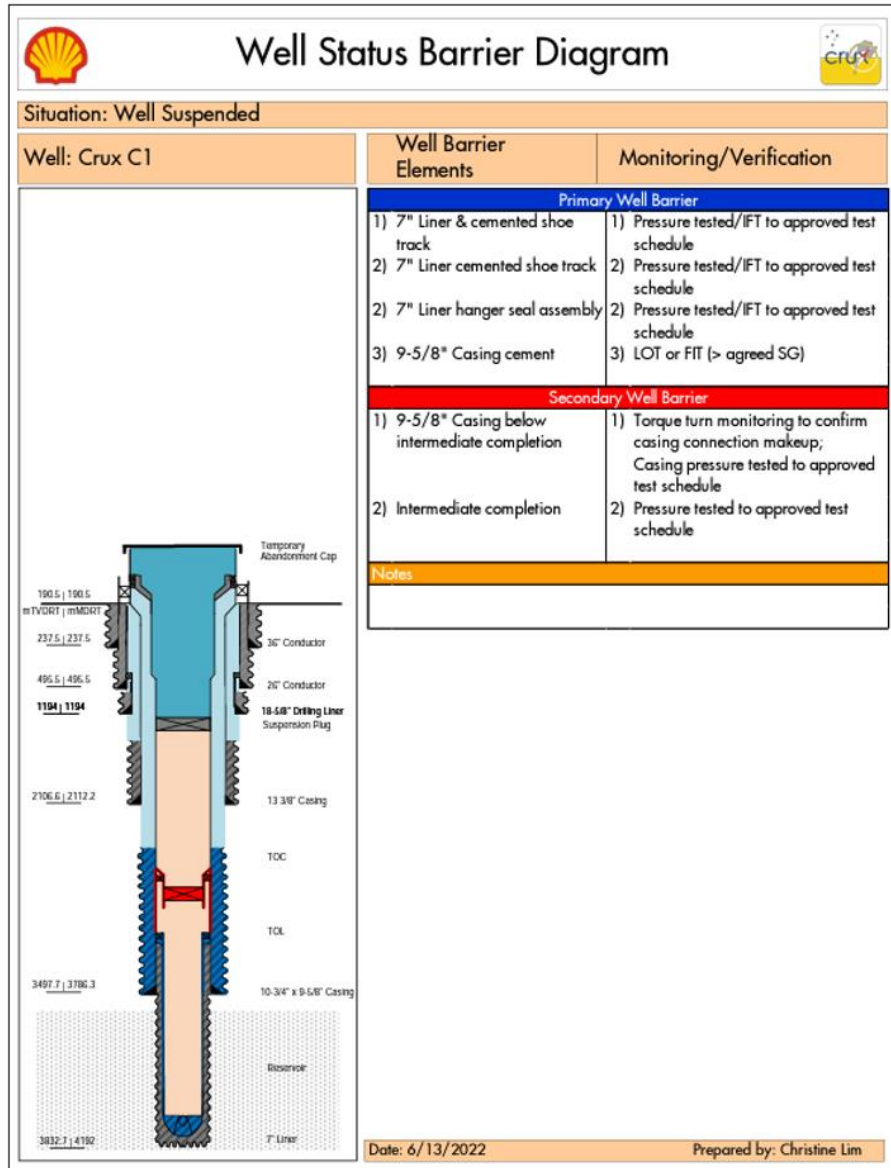 Well Status Barrier Diagram
crux
Situation: Well Suspended
Well: Crux C1
Well Barrier
Elements
Monitoring/Verification
Primary Well Barrier
1) 7" Liner & cemented shoe
track
1) Pressure tested/IFT to approved test
schedule
2) 7" Liner cemented shoe track
2) Pressure tested/IFT to approved test
schedule
2) 7" Liner hanger seal assembly
2) Pressure tested/IFT to approved test
schedule
3) 9-5/8" Casing cement
3) LOT or FIT (> agreed SG)
Secondary Well Barrier
1) 9-5/8" Casing below
intermediate completion
1) Torque turn monitoring to confirm
casing connection makeup;
Casing pressure tested to approved
test schedule
2) Intermediate completion
2) Pressure tested to approved test
schedule
Notes
Temporary
Abandonment Cap
190.5 | 190.5
mTVDRT | mMDRT
237.5 | 237.5
36" Conductor
495.5 | 495.5
26" Conductor
1194 | 1194
18-5/8" Drilling Liner
Suspension Plug
2106.6 | 2112.2
13 3/8" Casing
TOC
TOL
3497.7 | 3786.3
10-3/4" x 9-5/8" Casing
Reservoir
3832.7 | 4192
7" Liner
Date: 6/13/2022
Prepared by: Christine Lim